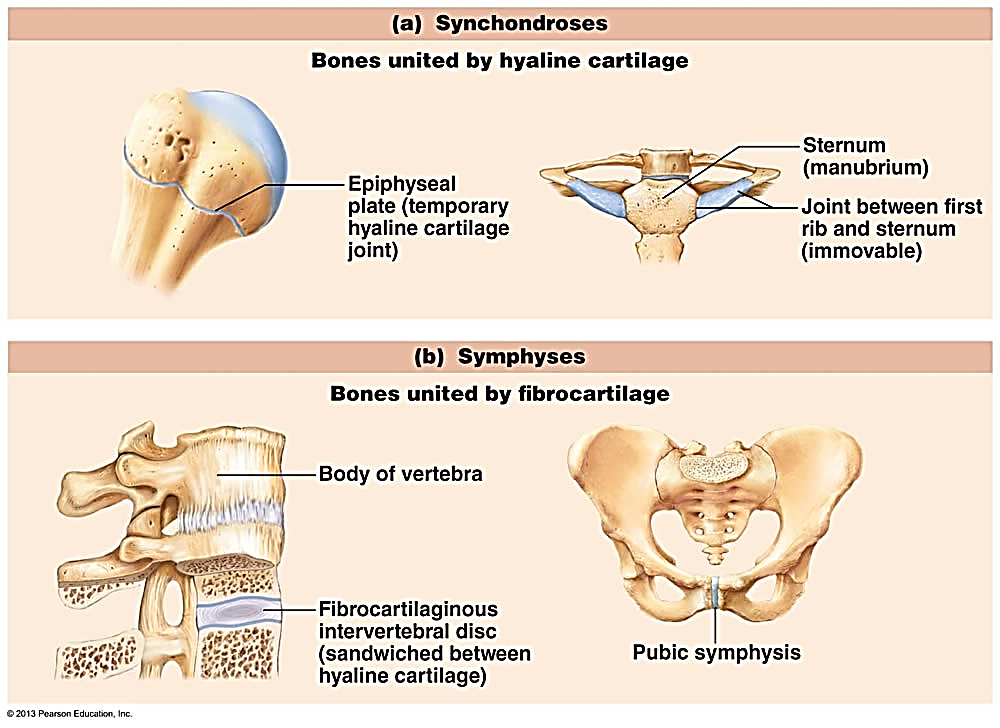 (a) Synchondroses
Bones united by hyaline cartilage
Epiphyseal
plate (temporary
hyaline cartilage
joint)
Sternum
(manubrium)
Joint between first
rib and sternum
(immovable)
(b) Symphyses
Bones united by fibrocartilage
Body of vertebra
Fibrocartilaginous
intervertebral disc
(sandwiched between
hyaline cartilage)
Pubic symphysis
© 2013 Pearson Education, Inc.